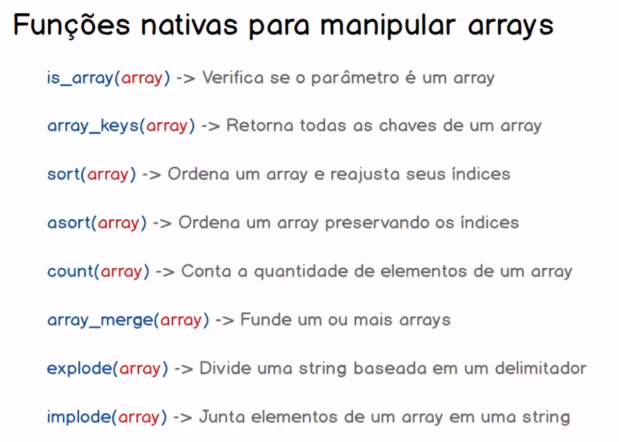 Funções nativas para manipular arrays
is_array(array) -> Verifica se o parâmetro é um array
array_keys(array) -> Retorna todas as chaves de um array
sort(array) -> Ordena um array e reajusta seus índices
asort(array) -> Ordena um array preservando os índices
count(array) -> Conta a quantidade de elementos de um array
array_merge(array) -> Funde um ou mais arrays
explode(array) -> Divide uma string baseada em um delimitador
implode(array) -> Junta elementos de um array em uma string